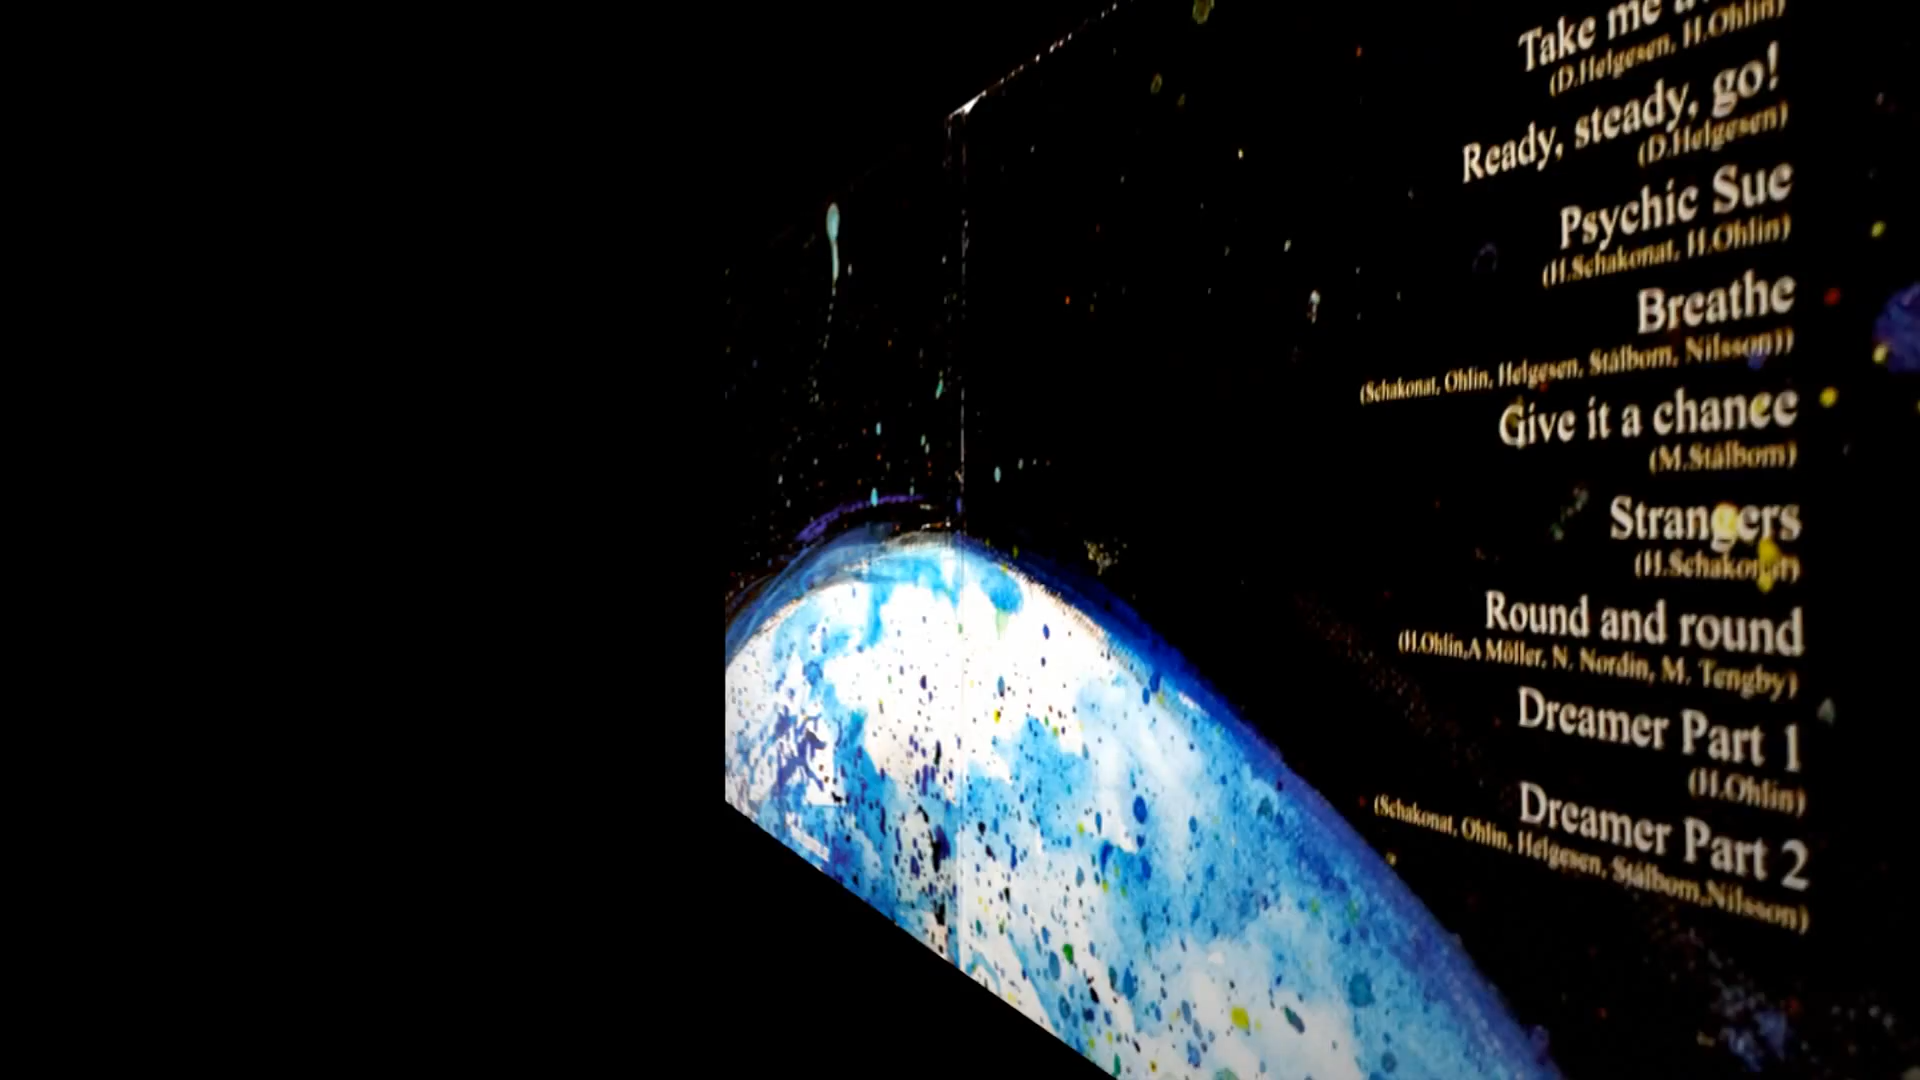 Take me
(D.Helgesen, H.Ohlin)
Ready, steady, go!
(D.Helgesen)
Psychic Sue
(H.Schakonat, H.Ohlin)
Breathe
(Schakonat, Ohlin, Helgesen, Stålbom, Nilsson))
Give it a chance
(M.Stålbom)
Strangers
(H.Schakonat)
Round and round
(H.Ohlin,A Möller, N. Nordin, M. Tengby)
Dreamer Part 1
(H.Ohlin)
Dreamer Part 2
(Schakonat, Ohlin, Helgesen, Stålbom,Nilsson)